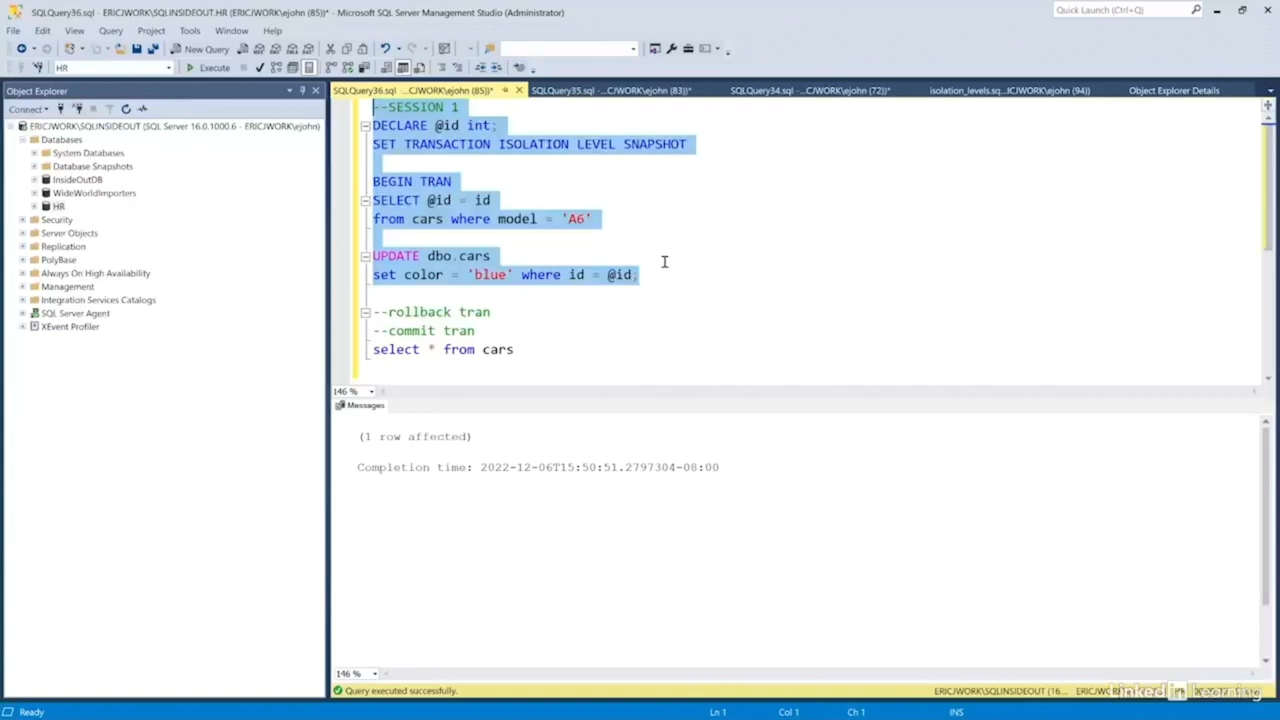 SQLQuery36.sql - ERICJWORK\SQLINSIDEOUT.HR (ERICJWORK\ejohn (85))* - Microsoft SQL Server Management Studio (Administrator)
Quick Launch (Ctrl+Q)
File Edit View Query Project Tools Window Help
New Query
HR
Execute
Object Explorer
SQLQuery36.sql - ...CJWORK\ejohn (85))*
SQLQuery35.sql - ...CJWORK\ejohn (83))*
SQLQuery34.sql - ...CJWORK\ejohn (72))*
isolation_levels.sq...ICJWORK\ejohn (94))
Object Explorer Details
Connect
ERICJWORK\SQLINSIDEOUT (SQL Server 16.0.1000.6 - ERICJWORK\ejohn)
Databases
System Databases
Database Snapshots
InsideOutDB
WideWorldImporters
HR
Security
Server Objects
Replication
PolyBase
Always On High Availability
Management
Integration Services Catalogs
SQL Server Agent
XEvent Profiler
--SESSION 1
DECLARE @id int;
SET TRANSACTION ISOLATION LEVEL SNAPSHOT
BEGIN TRAN
SELECT @id = id
from cars where model = 'A6'
UPDATE dbo.cars
set color = 'blue' where id = @id;
--rollback tran
--commit tran
select * from cars
146 %
Messages
(1 row affected)
Completion time: 2022-12-06T15:50:51.2797304-08:00
146 %
Query executed successfully.
ERICJWORK\SQLINSIDEOUT (16...
Linked in Learning
Ready
Ln 1
Col 1
Ch 1
INS